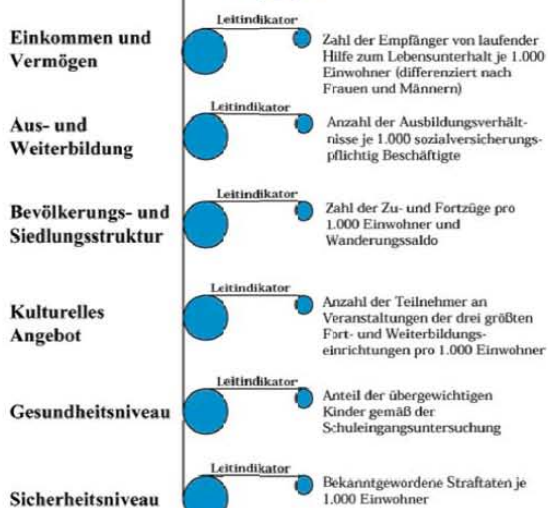 Leitindikator
Einkommen und
Vermögen
Zahl der Empfänger von laufender
Hilfe zum Lebensunterhalt je 1.000
Einwohner (differenziert nach
Frauen und Männern)
Leitindikator
Aus- und
Weiterbildung
Anzahl der Ausbildungsverhält-
nisse je 1.000 sozialversicherungs-
pflichtig Beschäftigte
Leitindikator
Bevölkerungs- und
Siedlungsstruktur
Zahl der Zu- und Fortzüge pro
1.000 Einwohner und
Wanderungssaldo
Leitindikator
Kulturelles
Angebot
Anzahl der Teilnehmer an
Veranstaltungen der drei größten
Fort- und Weiterbildungs-
einrichtungen pro 1.000 Einwohner
Leitindikator
Gesundheitsniveau
Anteil der übergewichtigen
Kinder gemäß der
Schuleingangsuntersuchung
Leitindikator
Sicherheitsniveau
Bekanntgewordene Straftaten je
1.000 Einwohner